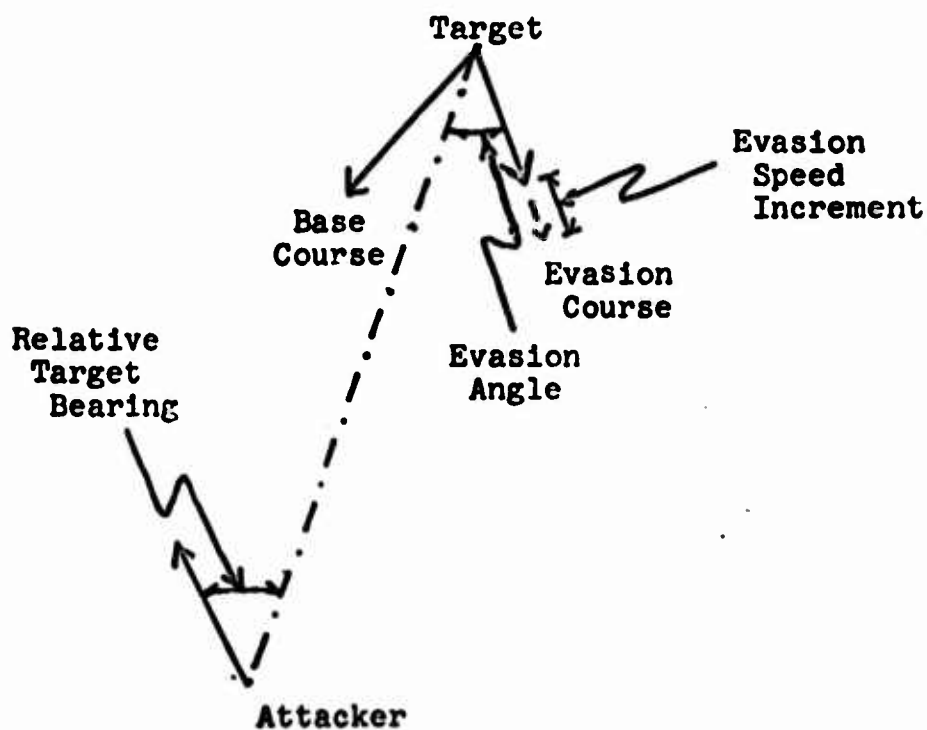 Target
Evasion
Speed
Increment
Base
Course
Evasion
Course
Relative
Target
Bearing
Evasion
Angle
Attacker